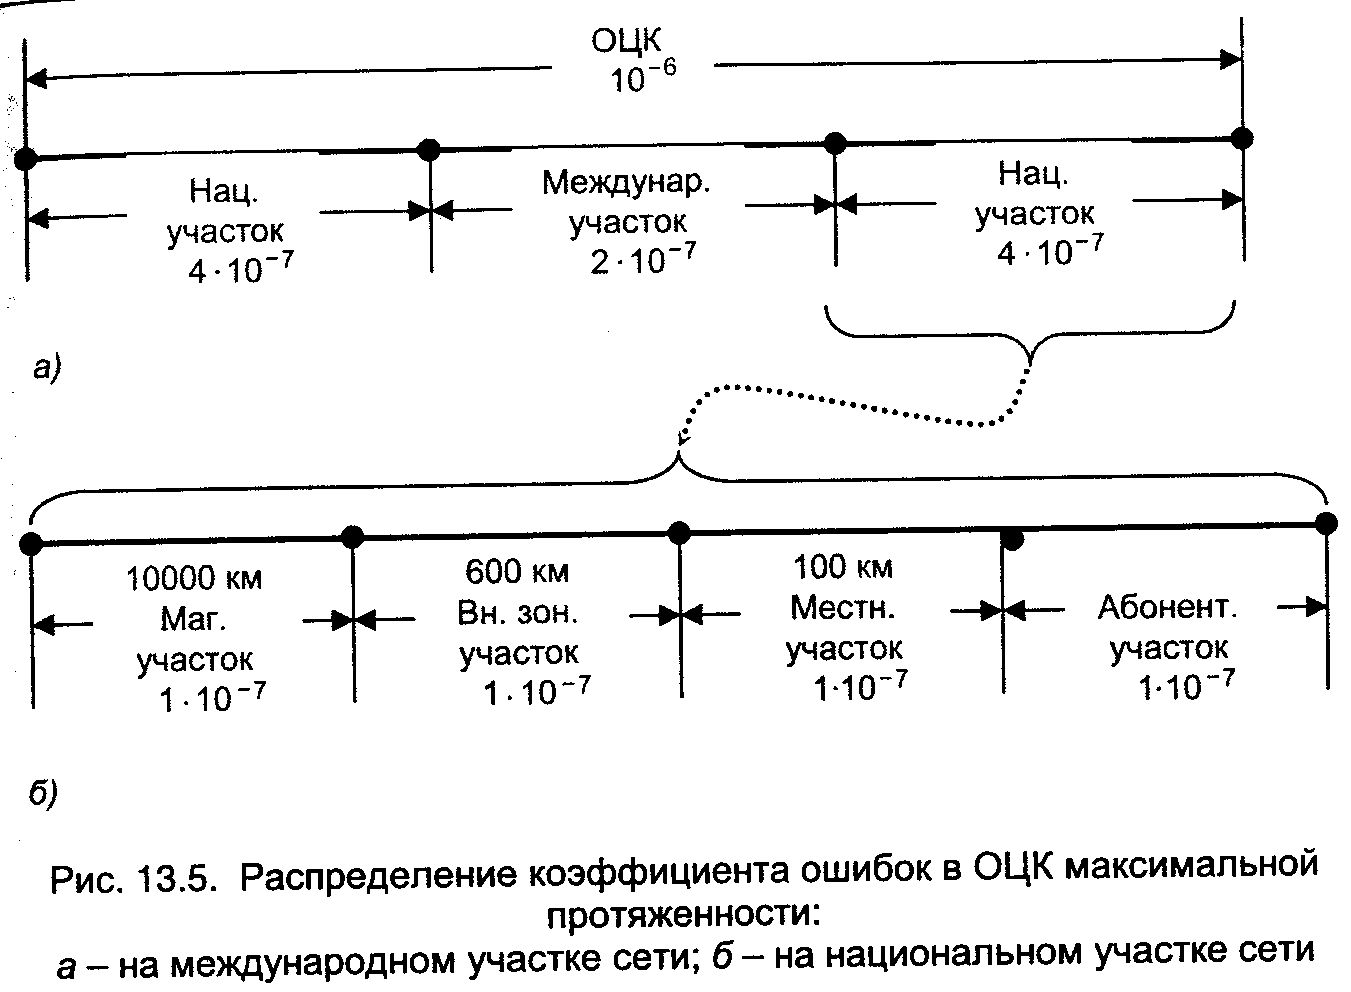 ОЦК
10⁻⁶
Нац.
участок
4·10⁻⁷
Междунар.
участок
2·10⁻⁷
Нац.
участок
4·10⁻⁷
а)
10000 км
Маг.
участок
1·10⁻⁷
600 км
Вн. зон.
участок
1·10⁻⁷
100 км
Местн.
участок
1·10⁻⁷
Абонент.
участок
1·10⁻⁷
б)
Рис. 13.5. Распределение коэффициента ошибок в ОЦК максимальной
протяженности:
а – на международном участке сети; б – на национальном участке сети